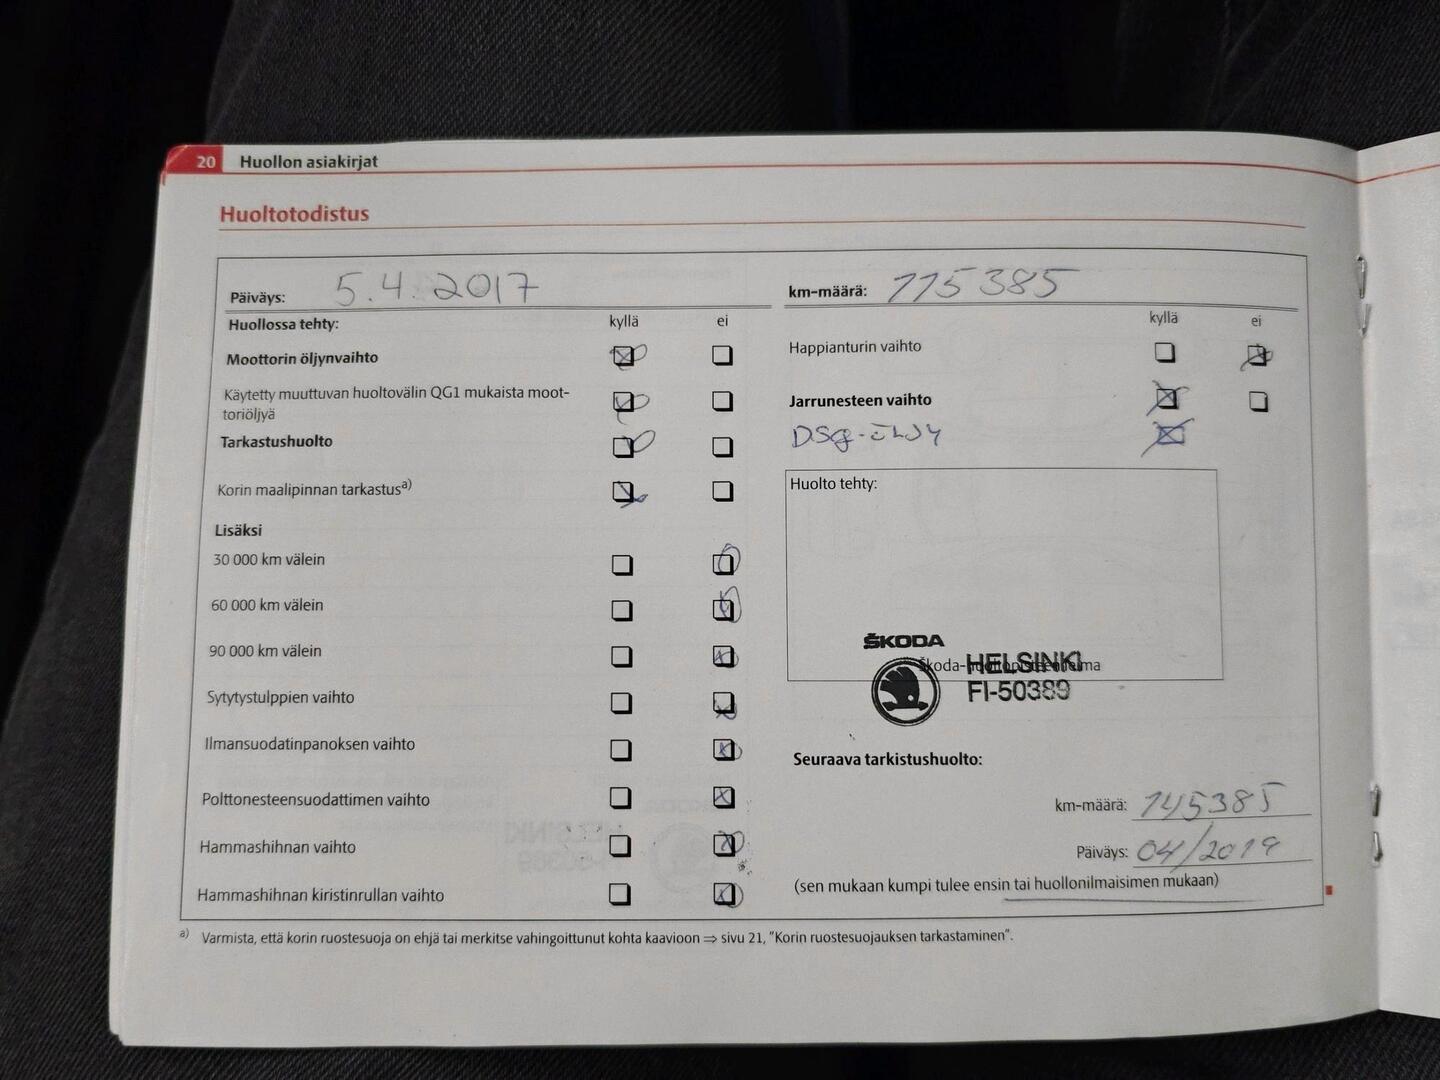 20 Huollon asiakirjat
Huoltotodistus
Päiväys: 5.4.2017
km-määrä: 115385
Huollossa tehty: kyllä ei
Moottorin öljynvaihto
Käytetty muuttuvan huoltovälin QG1 mukaista moot-
toriöljyä
Tarkastushuolto
Korin maalipinnan tarkastus a)
Lisäksi
30 000 km välein
60 000 km välein
90 000 km välein
Sytytystulppien vaihto
Ilmansuodatinpanoksen vaihto
Polttonesteensuodattimen vaihto
Hammashihnan vaihto
Hammashihnan kiristinrullan vaihto
kyllä ei
Happianturin vaihto
Jarrunesteen vaihto
DSG-ÖLJY
Huolto tehty:
ŠKODA
HELSINKI
FI-50389
Seuraava tarkistushuolto:
km-määrä: 145385
Päiväys: 04/2019
(sen mukaan kumpi tulee ensin tai huollonilmaisimen mukaan)
a) Varmista, että korin ruostesuoja on ehjä tai merkitse vahingoittunut kohta kaavioon ⇒ sivu 21, "Korin ruostesuojauksen tarkastaminen".